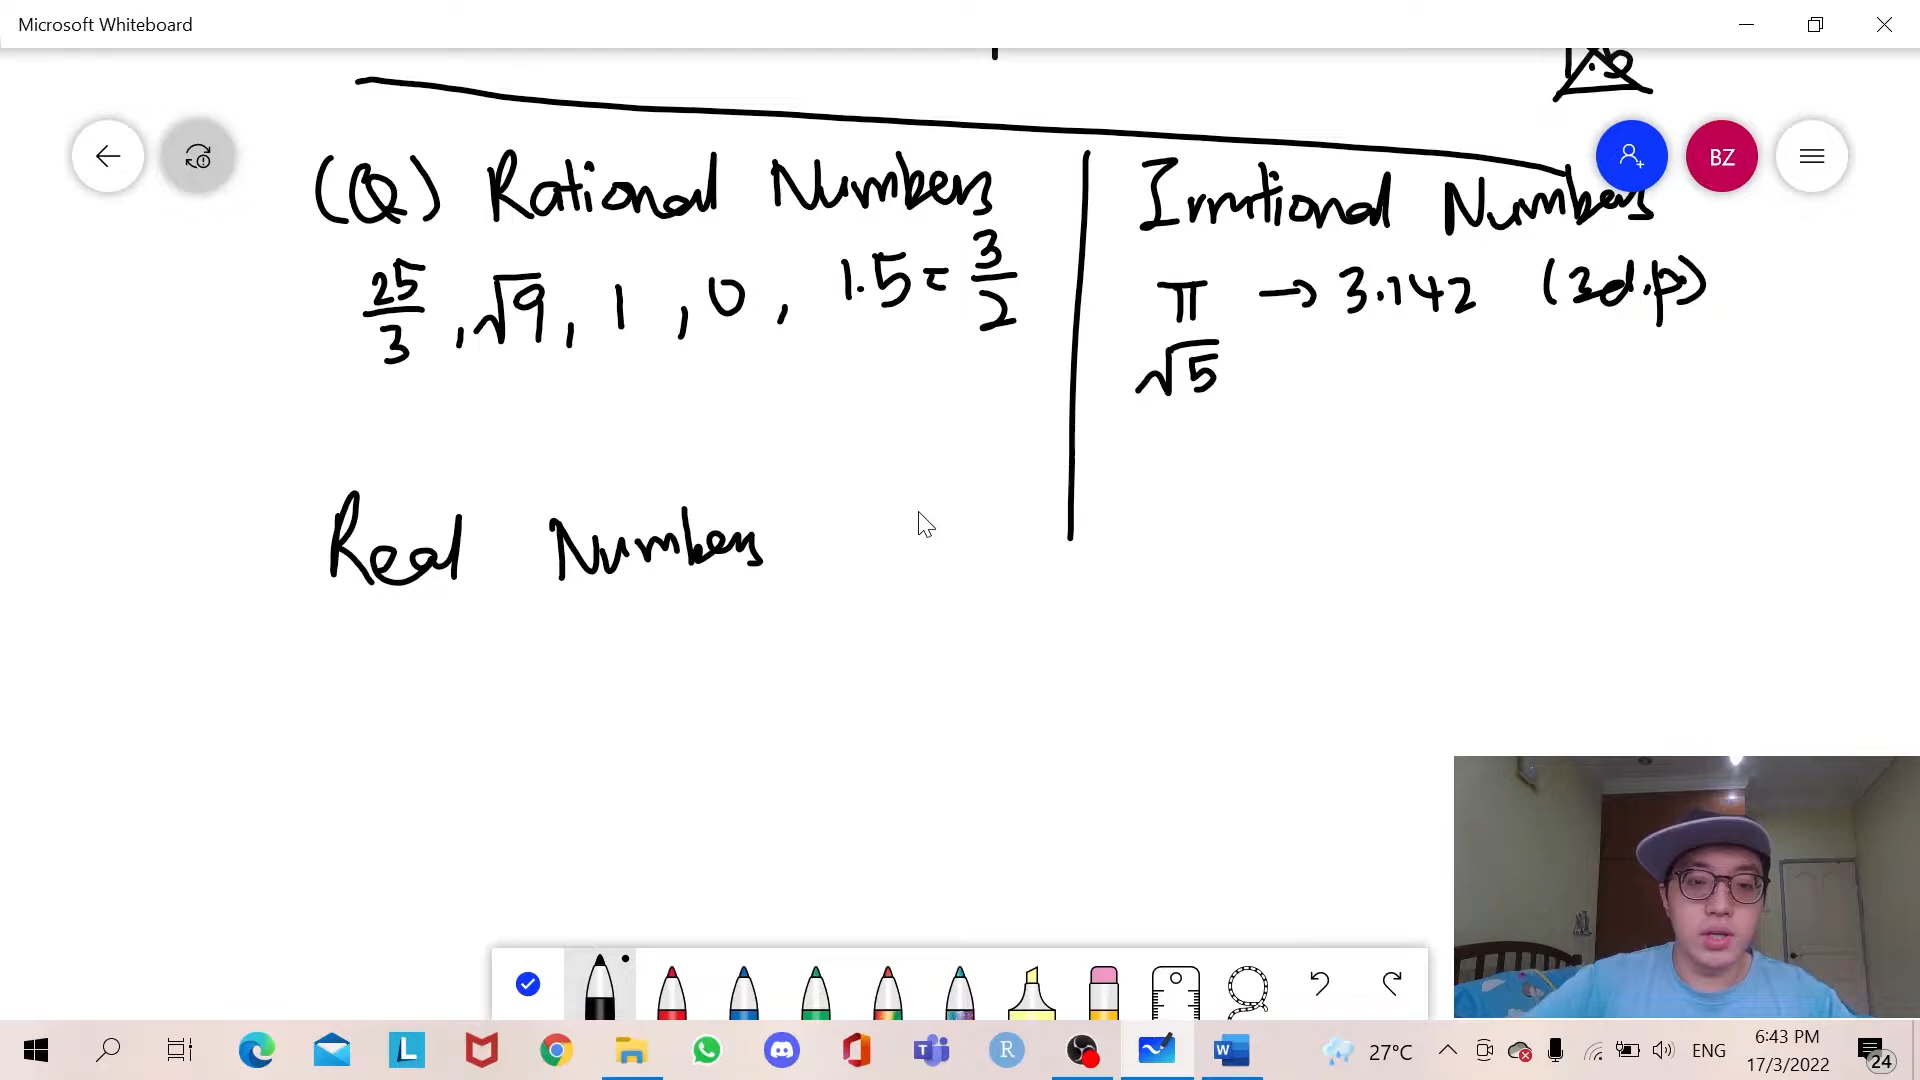 Microsoft Whiteboard
BZ
(Q) Rational Numbers
Irrational Numbers
25/3, √9, 1, 0, 1.5 = 3/2
π → 3.142 (3d.p)
√5
Real Numbers
27°C
ENG
6:43 PM
17/3/2022
24